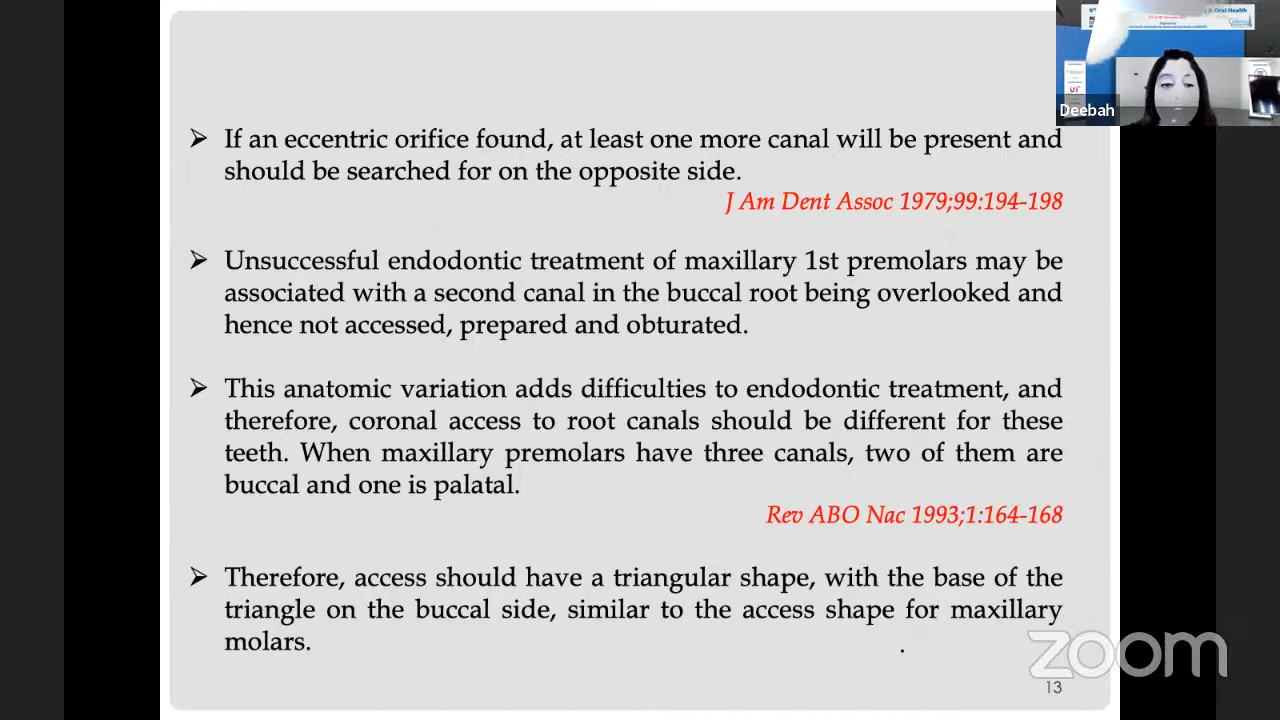 & Oral Health
UI
Deebah
➢ If an eccentric orifice found, at least one more canal will be present and
should be searched for on the opposite side.
J Am Dent Assoc 1979;99:194-198
➢ Unsuccessful endodontic treatment of maxillary 1st premolars may be
associated with a second canal in the buccal root being overlooked and
hence not accessed, prepared and obturated.
➢ This anatomic variation adds difficulties to endodontic treatment, and
therefore, coronal access to root canals should be different for these
teeth. When maxillary premolars have three canals, two of them are
buccal and one is palatal.
Rev ABO Nac 1993;1:164-168
➢ Therefore, access should have a triangular shape, with the base of the
triangle on the buccal side, similar to the access shape for maxillary
molars.
zoom
13